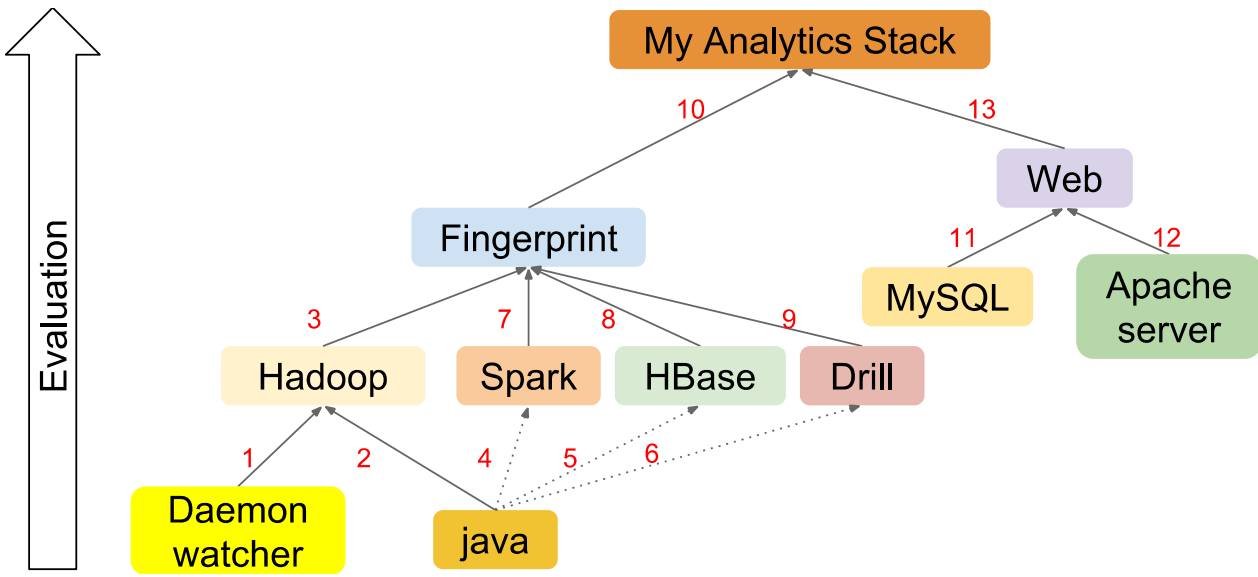 My Analytics Stack
10
13
Web
Fingerprint
11
12
MySQL
Apache
server
3
7
8
9
Hadoop
Spark
HBase
Drill
1
2
4
5
6
Daemon
watcher
java
Evaluation